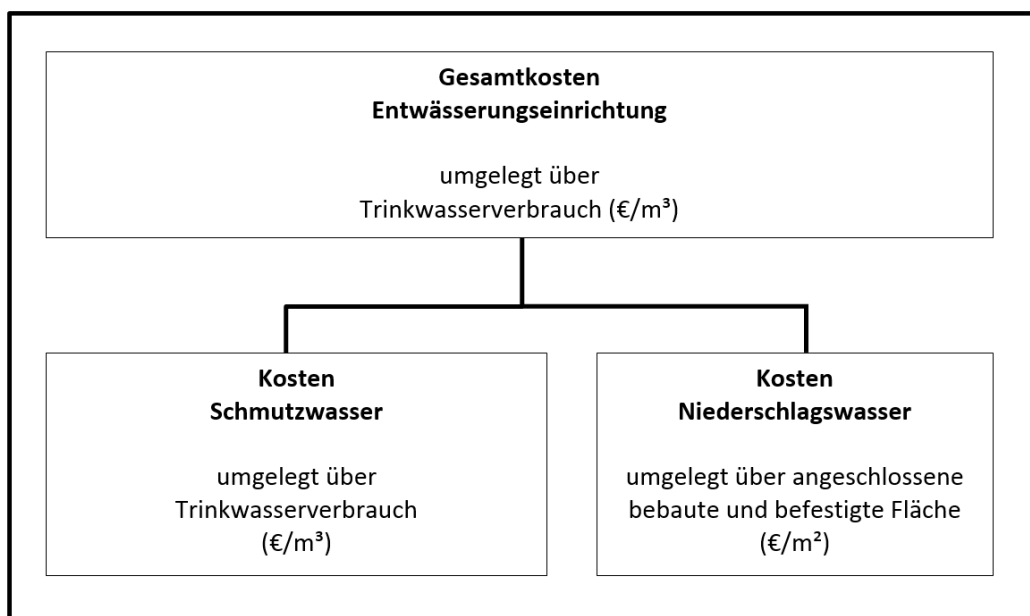 Gesamtkosten
Entwässerungseinrichtung
umgelegt über
Trinkwasserverbrauch (€/m³)
Kosten
Schmutzwasser
umgelegt über
Trinkwasserverbrauch
(€/m³)
Kosten
Niederschlagswasser
umgelegt über angeschlossene
bebaute und befestigte Fläche
(€/m²)